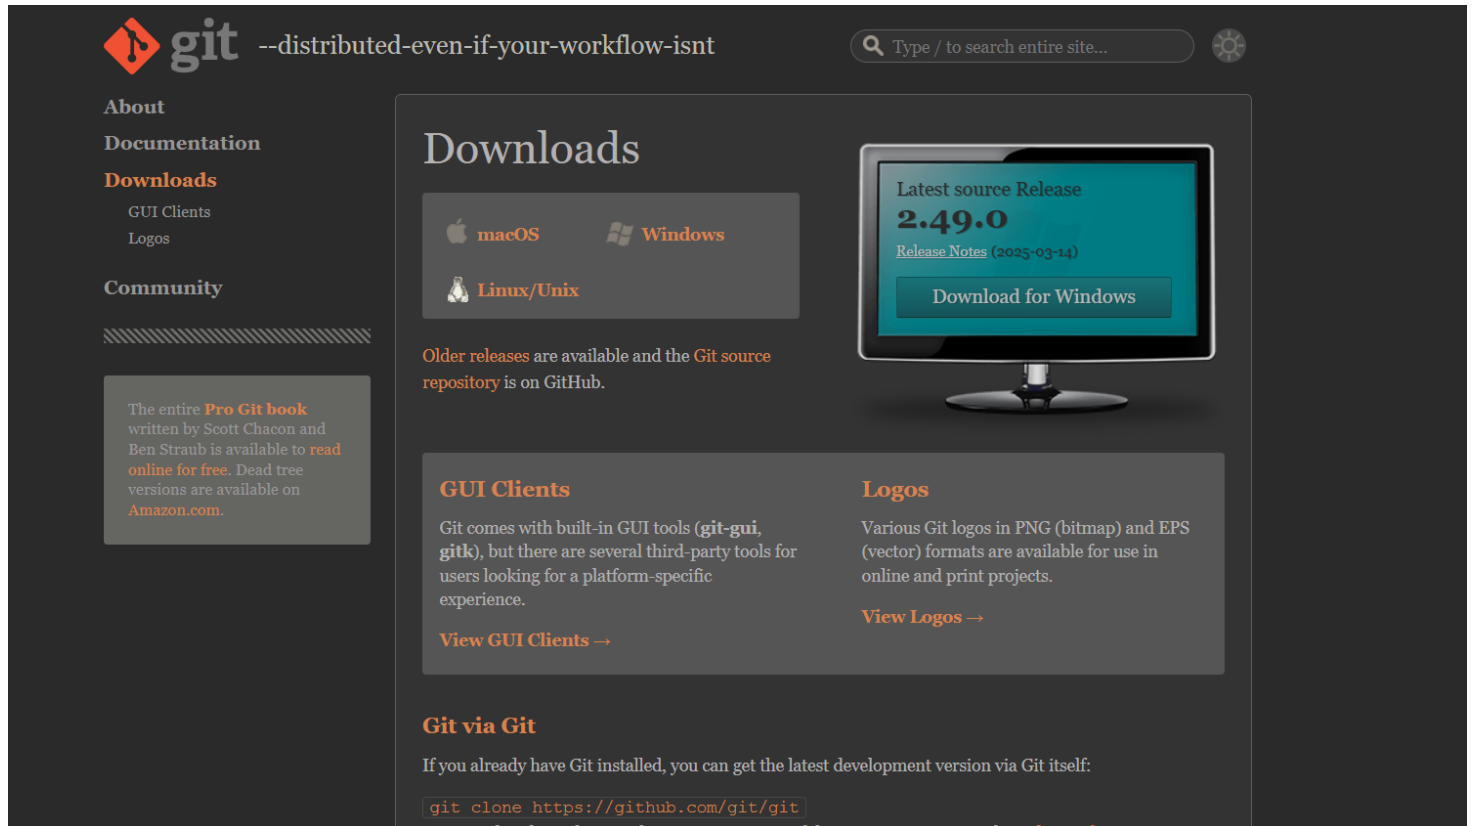 git --distributed-even-if-your-workflow-isnt
Type / to search entire site...
About
Documentation
Downloads
GUI Clients
Logos
Community
The entire Pro Git book
written by Scott Chacon and
Ben Straub is available to read
online for free. Dead tree
versions are available on
Amazon.com.
Downloads
macOS
Windows
Linux/Unix
Older releases are available and the Git source
repository is on GitHub.
Latest source Release
2.49.0
Release Notes (2025-03-14)
Download for Windows
GUI Clients
Git comes with built-in GUI tools (git-gui,
gitk), but there are several third-party tools for
users looking for a platform-specific
experience.
View GUI Clients →
Logos
Various Git logos in PNG (bitmap) and EPS
(vector) formats are available for use in
online and print projects.
View Logos →
Git via Git
If you already have Git installed, you can get the latest development version via Git itself:
git clone https://github.com/git/git